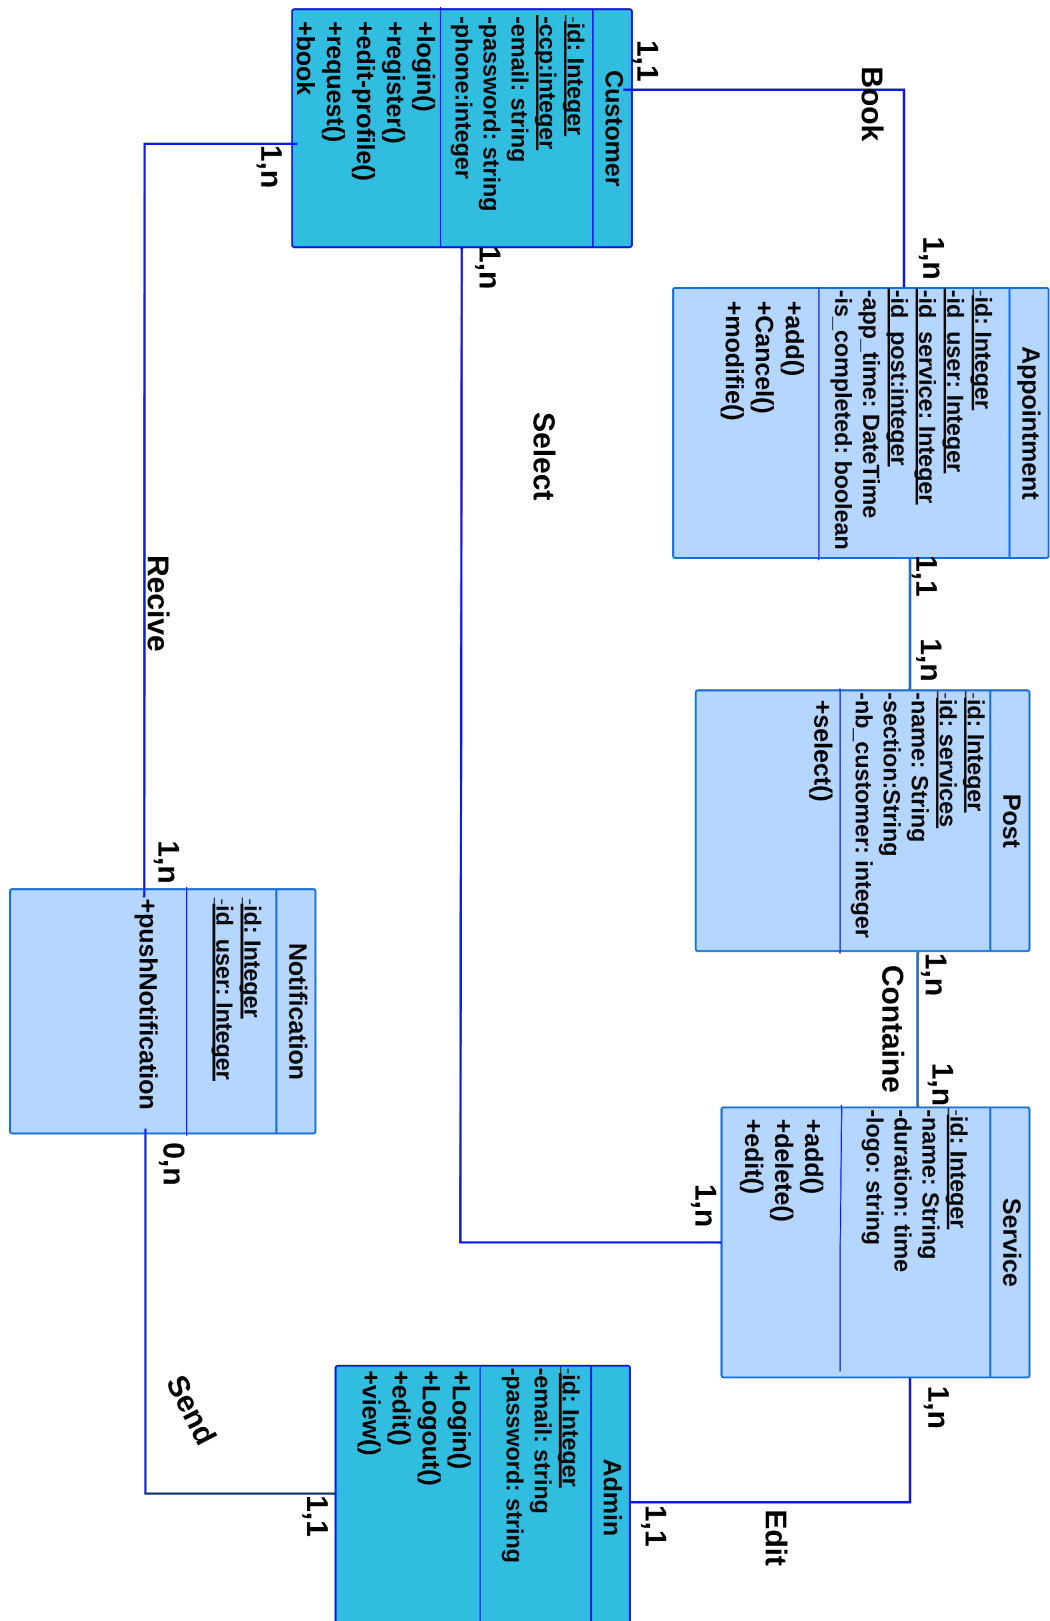 Book
1,1
1,n
Customer
-id: Integer
-ccp:integer
-email: string
-password: string
-phone:integer
+login()
+register()
+edit-profile()
+request()
+book
1,n
1,n
Appointment
-id: Integer
-id_user: Integer
-id_service: Integer
-id_post:integer
-app_time: DateTime
-is_completed: boolean
+add()
+Cancel()
+modifie()
1,1
1,n
Post
-id: Integer
-id: services
-name: String
-section:String
-nb_customer: integer
+select()
1,n
Containe
1,n
Service
-id: Integer
-name: String
-duration: time
-logo: string
+add()
+delete()
+edit()
1,n
1,n
Edit
1,1
Select
Admin
-id: Integer
-email: string
-password: string
+Login()
+Logout()
+edit()
+view()
1,1
Recive
1,n
Notification
-id: Integer
-id_user: Integer
+pushNotification
0,n
Send